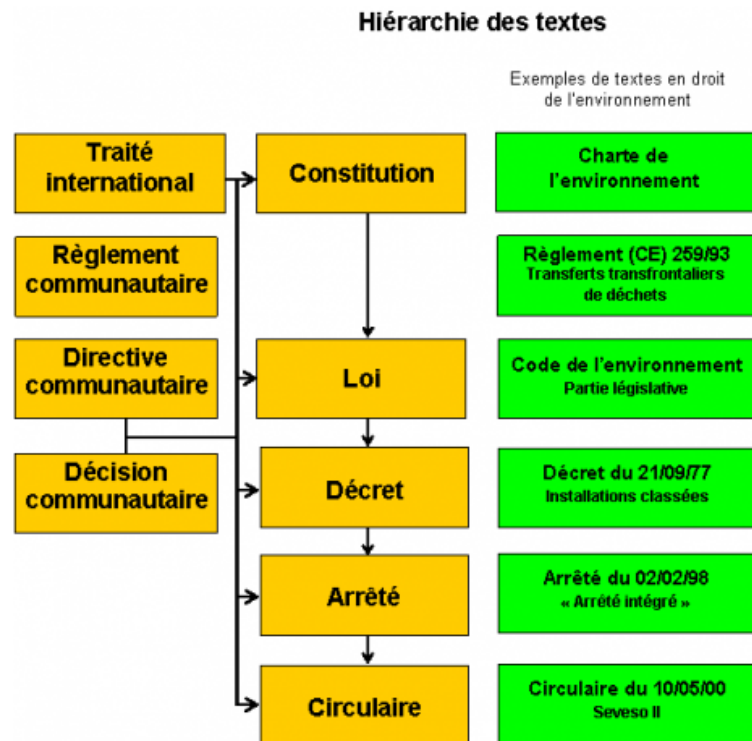 Hiérarchie des textes
Exemples de textes en droit
de l'environnement
Traité
international
Constitution
Charte de
l'environnement
Règlement
communautaire
Règlement (CE) 259/93
Transferts transfrontaliers
de déchets
Directive
communautaire
Loi
Code de l'environnement
Partie législative
Décision
communautaire
Décret
Décret du 21/09/77
Installations classées
Arrêté
Arrêté du 02/02/98
« Arrêté intégré »
Circulaire
Circulaire du 10/05/00
Seveso II